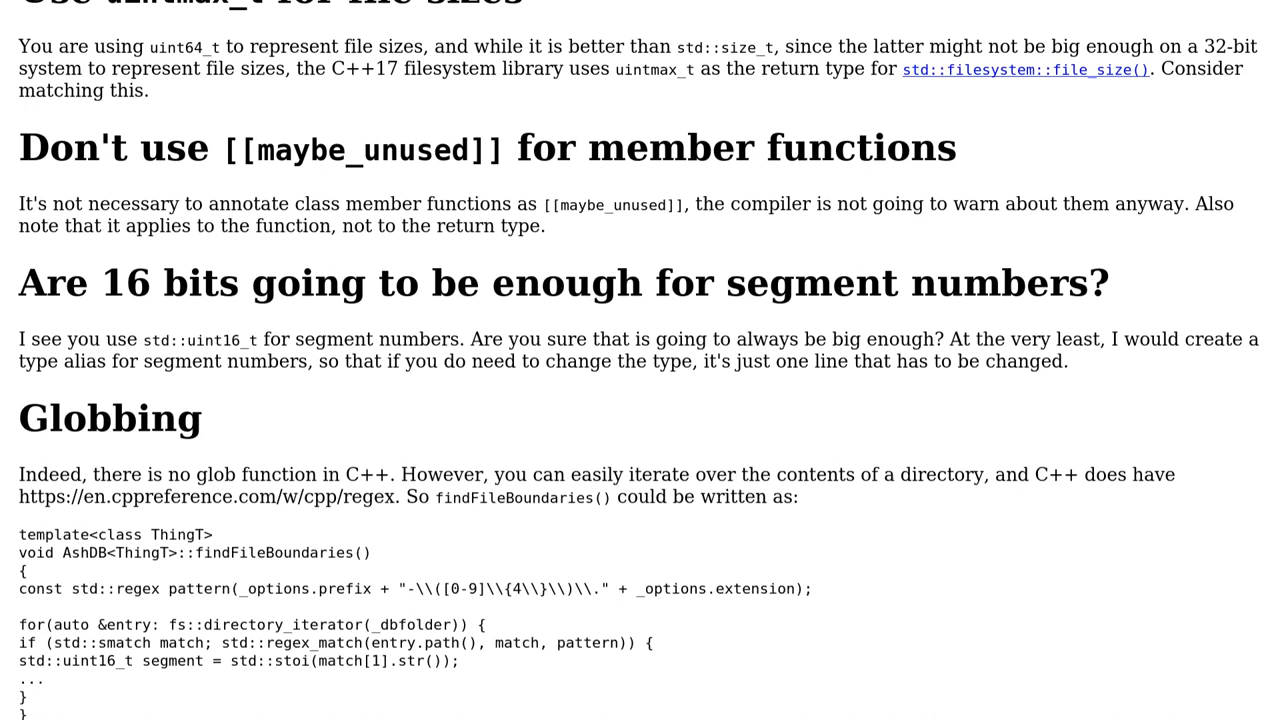 Use uintmax_t for file sizes
You are using uint64_t to represent file sizes, and while it is better than std::size_t, since the latter might not be big enough on a 32-bit
system to represent file sizes, the C++17 filesystem library uses uintmax_t as the return type for std::filesystem::file_size(). Consider
matching this.
Don't use [[maybe_unused]] for member functions
It's not necessary to annotate class member functions as [[maybe_unused]], the compiler is not going to warn about them anyway. Also
note that it applies to the function, not to the return type.
Are 16 bits going to be enough for segment numbers?
I see you use std::uint16_t for segment numbers. Are you sure that is going to always be big enough? At the very least, I would create a
type alias for segment numbers, so that if you do need to change the type, it's just one line that has to be changed.
Globbing
Indeed, there is no glob function in C++. However, you can easily iterate over the contents of a directory, and C++ does have
https://en.cppreference.com/w/cpp/regex. So findFileBoundaries() could be written as:
template<class ThingT>
void AshDB<ThingT>::findFileBoundaries()
{
const std::regex pattern(_options.prefix + "-\\([0-9]\\{4\\}\\)\\." + _options.extension);
for(auto &entry: fs::directory_iterator(_dbfolder)) {
if (std::smatch match; std::regex_match(entry.path(), match, pattern)) {
std::uint16_t segment = std::stoi(match[1].str());
...
}
}